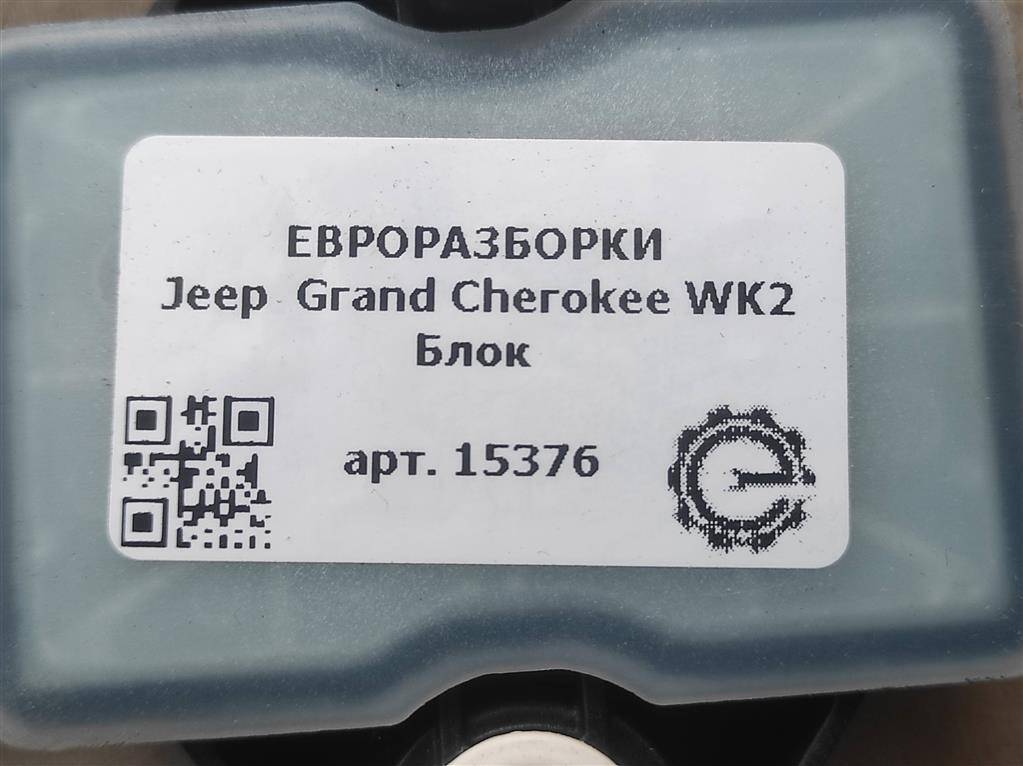 ЕВРОРАЗБОРКИ
Jeep Grand Cherokee WK2
Блок
арт. 15376